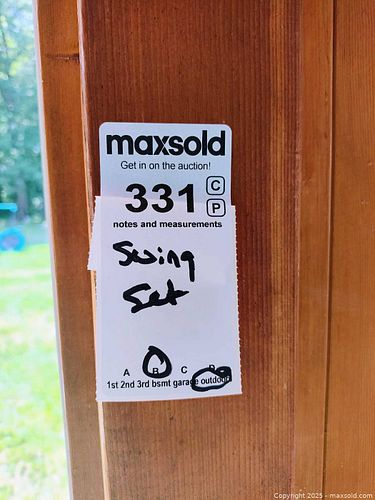 maxsold
Get in on the auction!
331 C
P
notes and measurements
Swing
Set
A B C D
1st 2nd 3rd bsmt garage outdoor
Copyright 2025 - maxsold.com